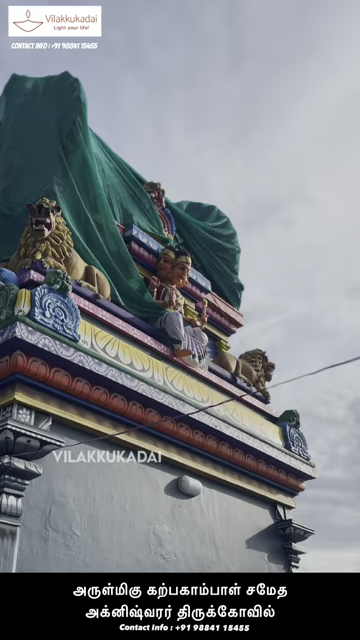 Vilakkukadai
Light your life!
CONTACT INFO : +91 98841 15455
VILAKKUKADAI
அருள்மிகு கற்பகாம்பாள் சமேத
அக்னிஷ்வரர் திருக்கோவில்
Contact Info : +91 98841 15455